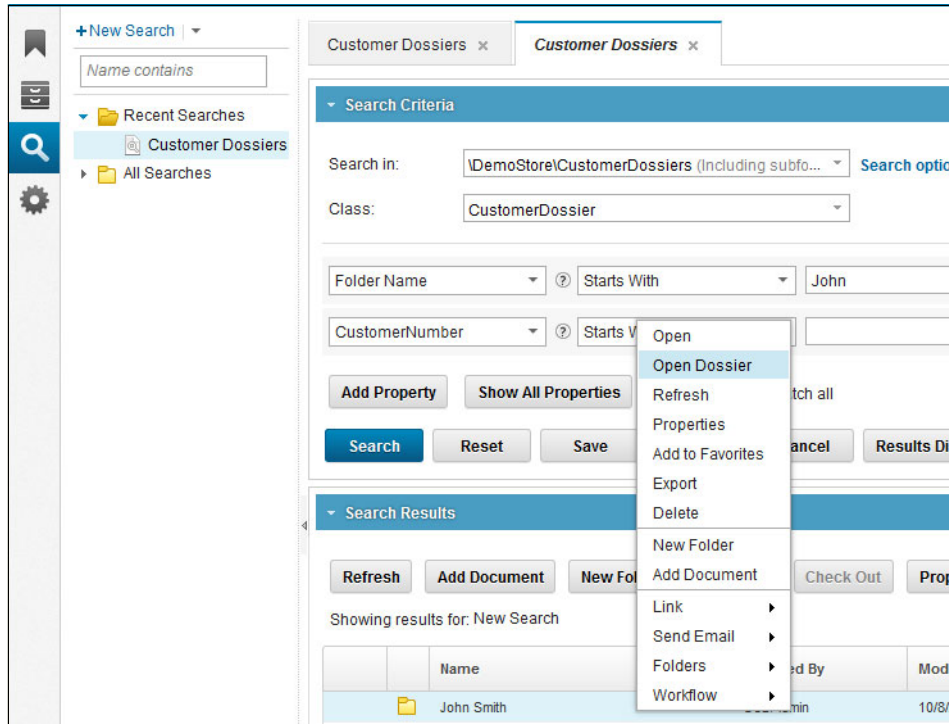 +New Search
Name contains
Recent Searches
Customer Dossiers
All Searches
Customer Dossiers ×
Customer Dossiers ×
Search Criteria
Search in: \DemoStore\CustomerDossiers (Including subfo...
Class: CustomerDossier
Folder Name Starts With John
CustomerNumber Starts
Add Property Show All Properties
Search Reset Save
Search Results
Refresh Add Document Check Out
Showing results for: New Search
Name
John Smith 10/8/
Open
Open Dossier
Refresh
Properties
Add to Favorites
Export
Delete
New Folder
Add Document
Link
Send Email
Folders
Workflow